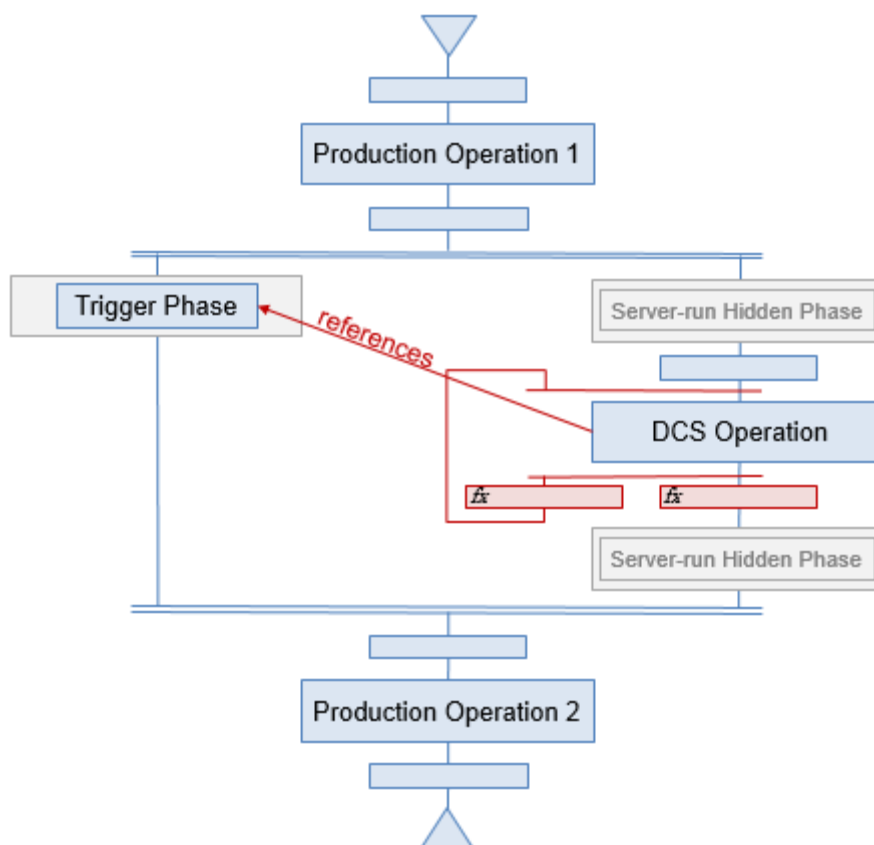 Production Operation 1
Trigger Phase
Server-run Hidden Phase
references
DCS Operation
fx
fx
Server-run Hidden Phase
Production Operation 2